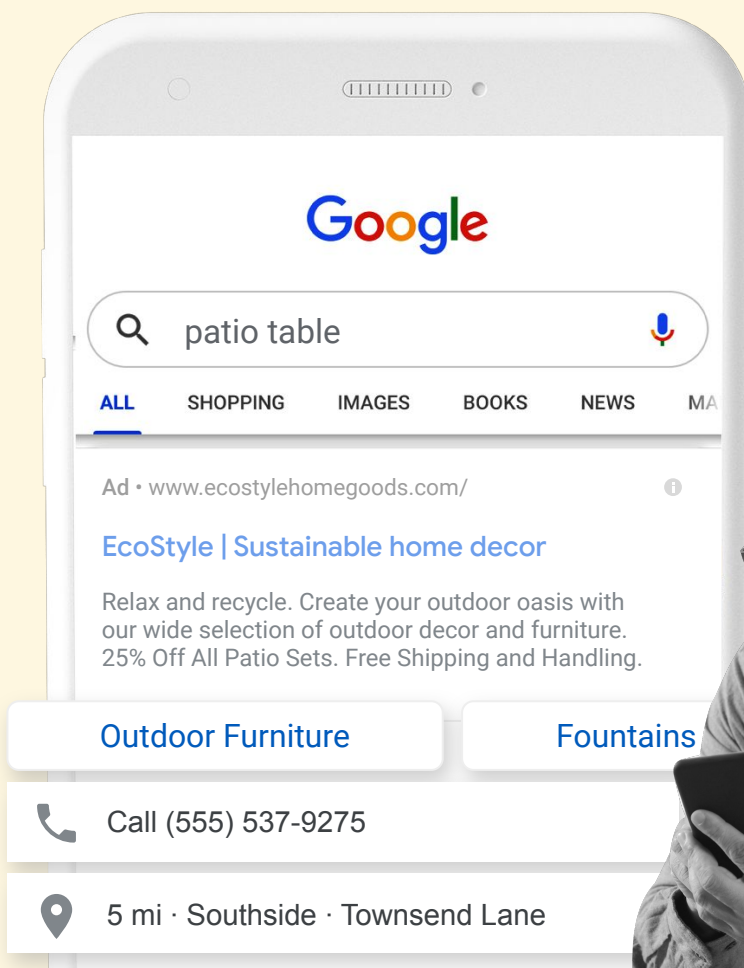 Google
patio table
ALL SHOPPING IMAGES BOOKS NEWS MA
Ad • www.ecostylehomegoods.com/
EcoStyle | Sustainable home decor
Relax and recycle. Create your outdoor oasis with
our wide selection of outdoor decor and furniture.
25% Off All Patio Sets. Free Shipping and Handling.
Outdoor Furniture Fountains
Call (555) 537-9275
5 mi · Southside · Townsend Lane